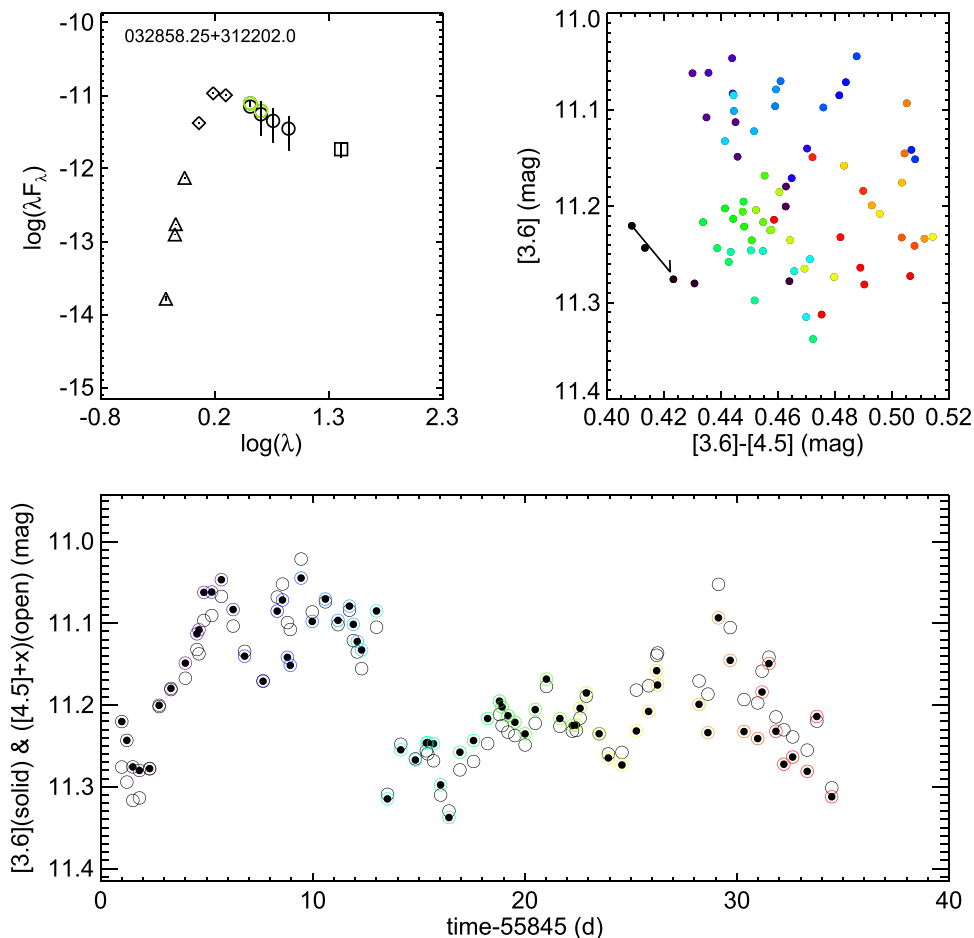 032858.25+312202.0
-10
-11
-12
-13
-14
-15
log(λFλ)
-0.8 0.2 1.3 2.3
log(λ)
11.0
11.1
11.2
11.3
11.4
[3.6] (mag)
0.40 0.42 0.44 0.46 0.48 0.50 0.52
[3.6]-[4.5] (mag)
11.0
11.1
11.2
11.3
11.4
[3.6](solid) & ([4.5]+x)(open) (mag)
0 10 20 30 40
time-55845 (d)